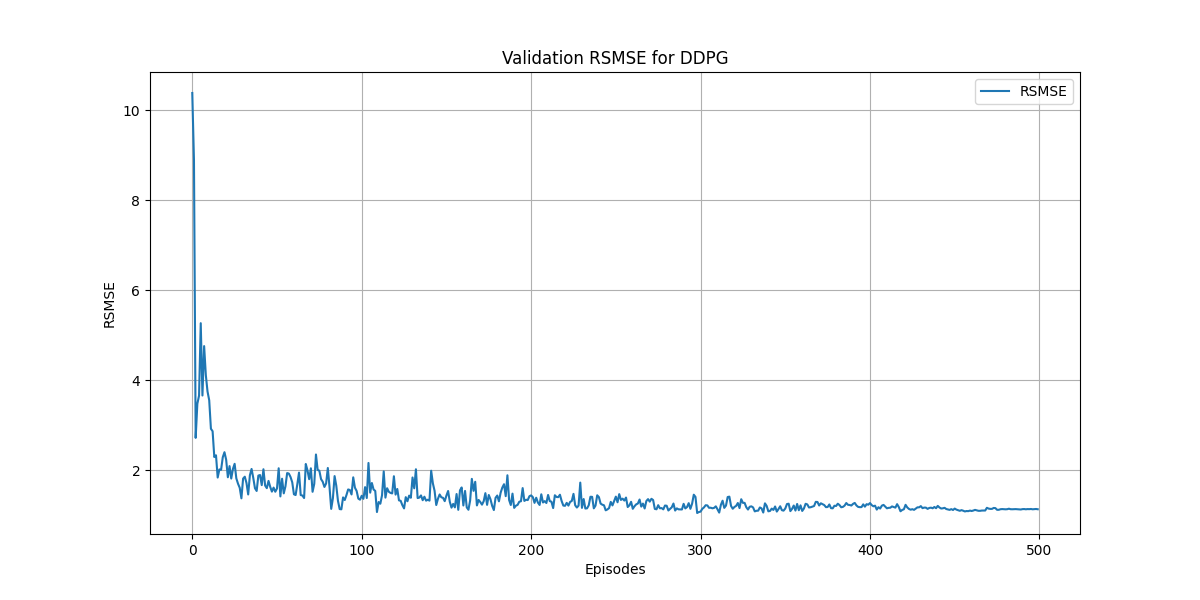 Validation RSMSE for DDPG
RSMSE
10
8
6
4
2
RSMSE
0 100 200 300 400 500
Episodes